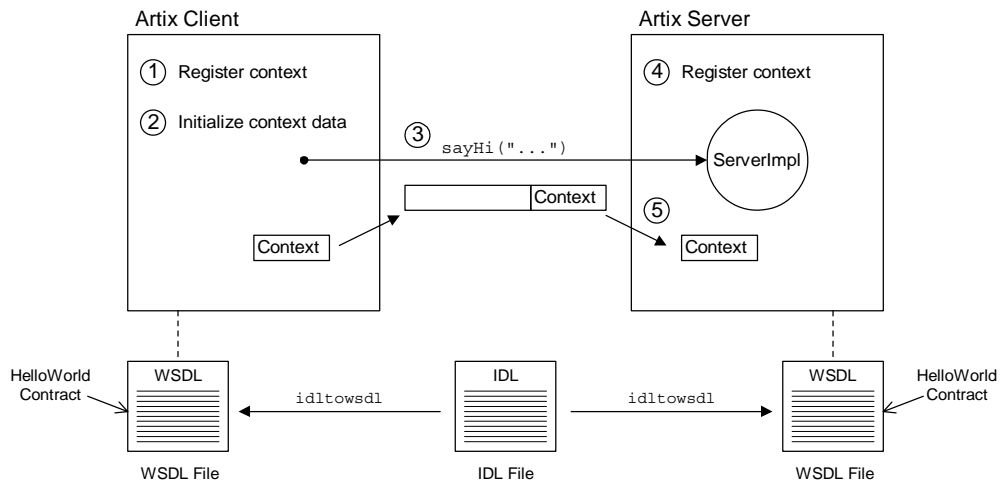 Artix Client
Artix Server
1 Register context
4 Register context
2 Initialize context data
3
sayHi("...")
ServerImpl
Context
5
Context
Context
HelloWorld
Contract
WSDL
idltowsdl
IDL
idltowsdl
WSDL
HelloWorld
Contract
WSDL File
IDL File
WSDL File